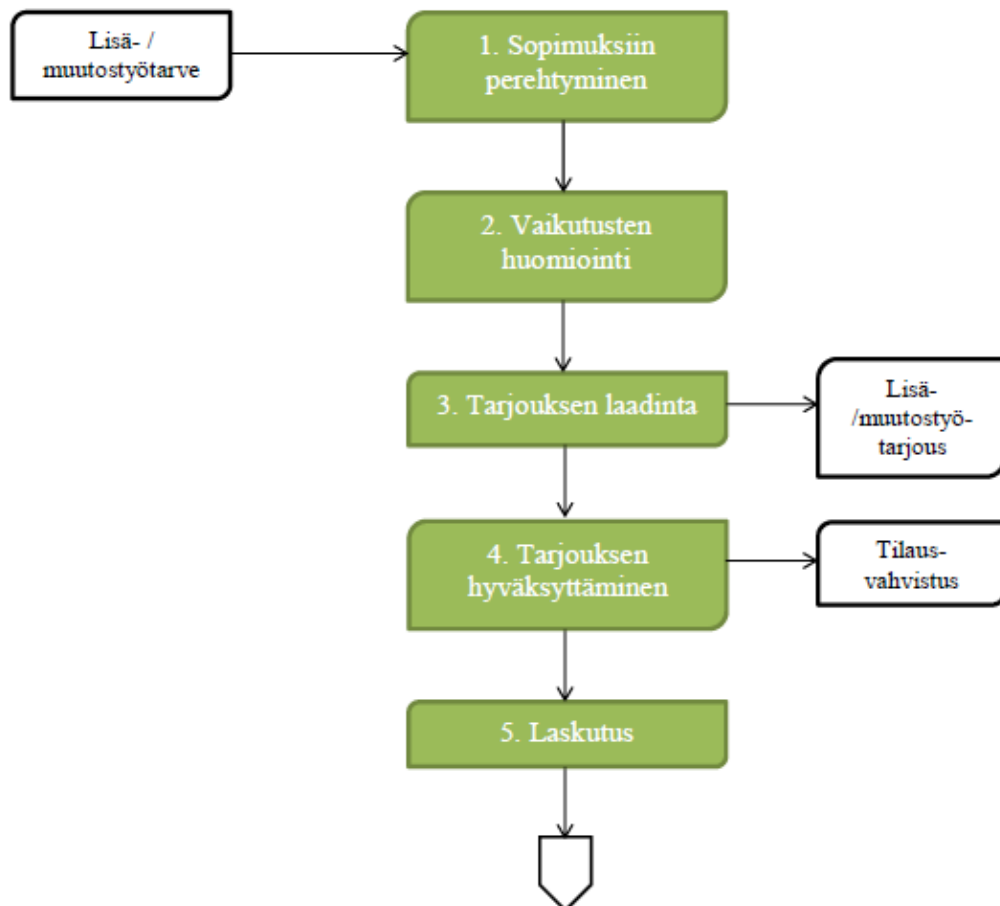 Lisä- /
muutostyötarve
1. Sopimuksiin
perehtyminen
2. Vaikutusten
huomiointi
3. Tarjouksen laadinta
Lisä-
/muutostyö-
tarjous
4. Tarjouksen
hyväksyttäminen
Tilaus-
vahvistus
5. Laskutus